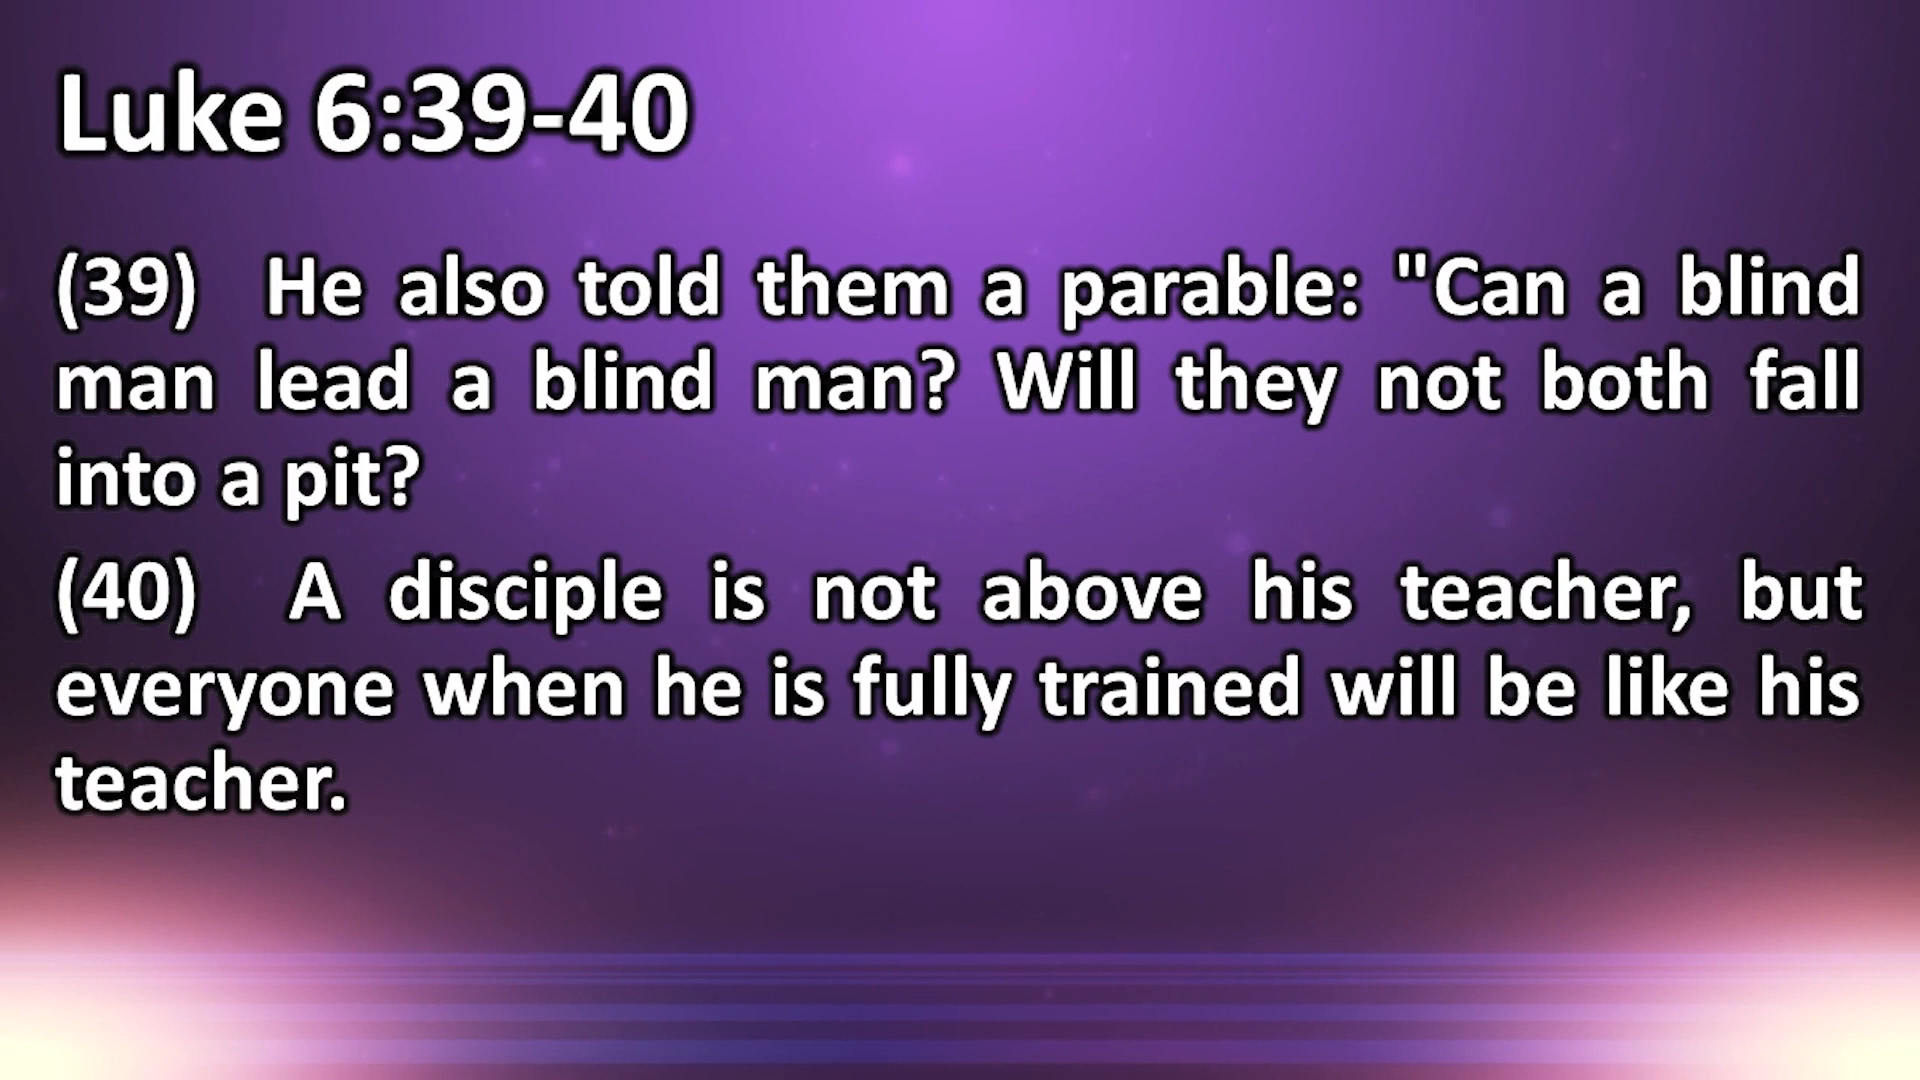 Luke 6:39-40
(39) He also told them a parable: "Can a blind
man lead a blind man? Will they not both fall
into a pit?
(40) A disciple is not above his teacher, but
everyone when he is fully trained will be like his
teacher.